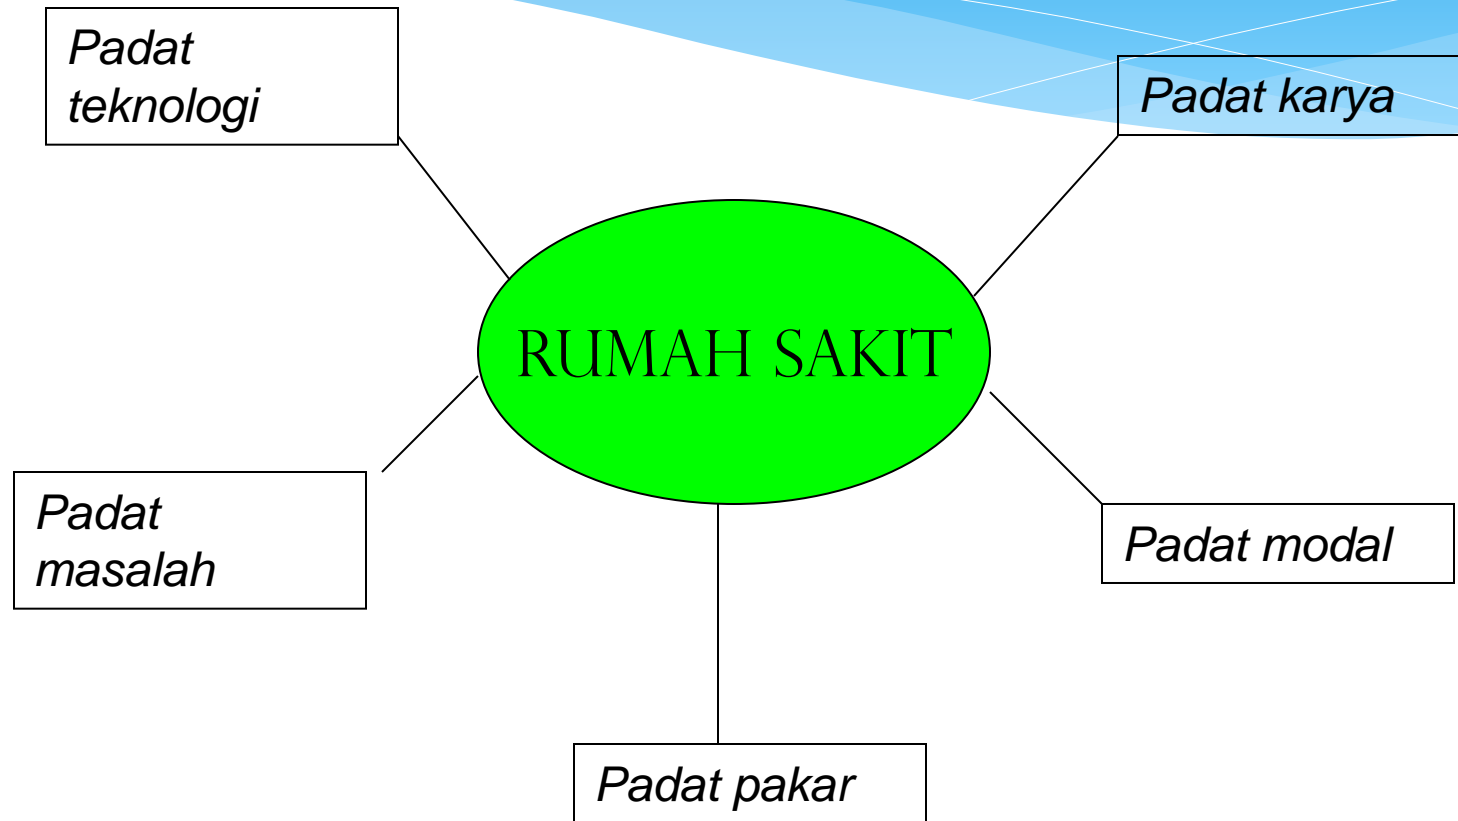 Padat
teknologi
Padat karya
RUMAH SAKIT
Padat
masalah
Padat modal
Padat pakar